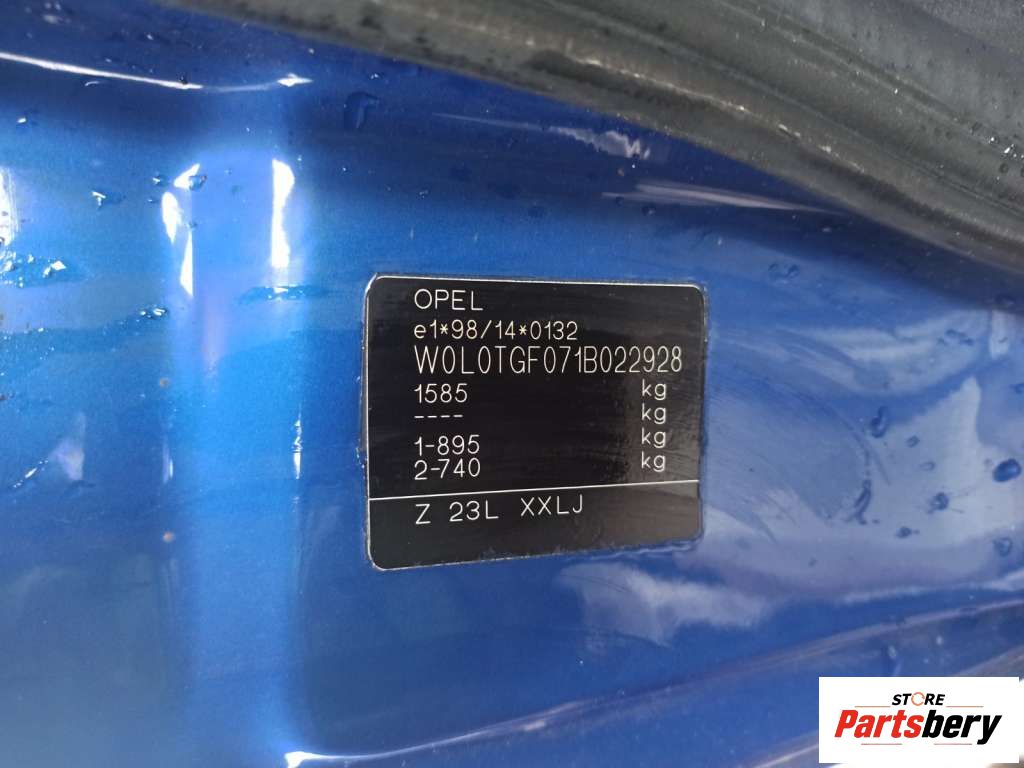 OPEL
e1*98/14*0132
W0L0TGF071B022928
1585 kg
---- kg
1-895 kg
2-740 kg
Z 23L XXLJ
STORE
Partsbery